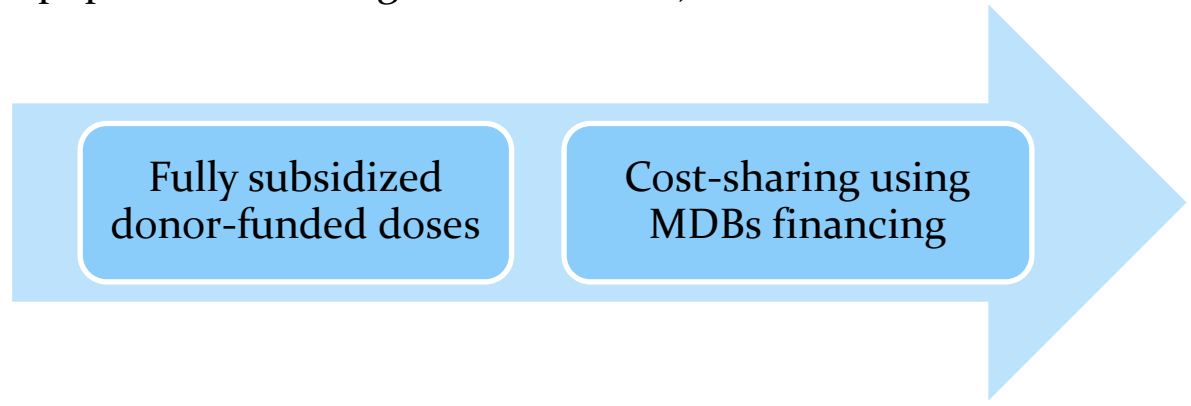 Fully subsidized
donor-funded doses
Cost-sharing using
MDBs financing